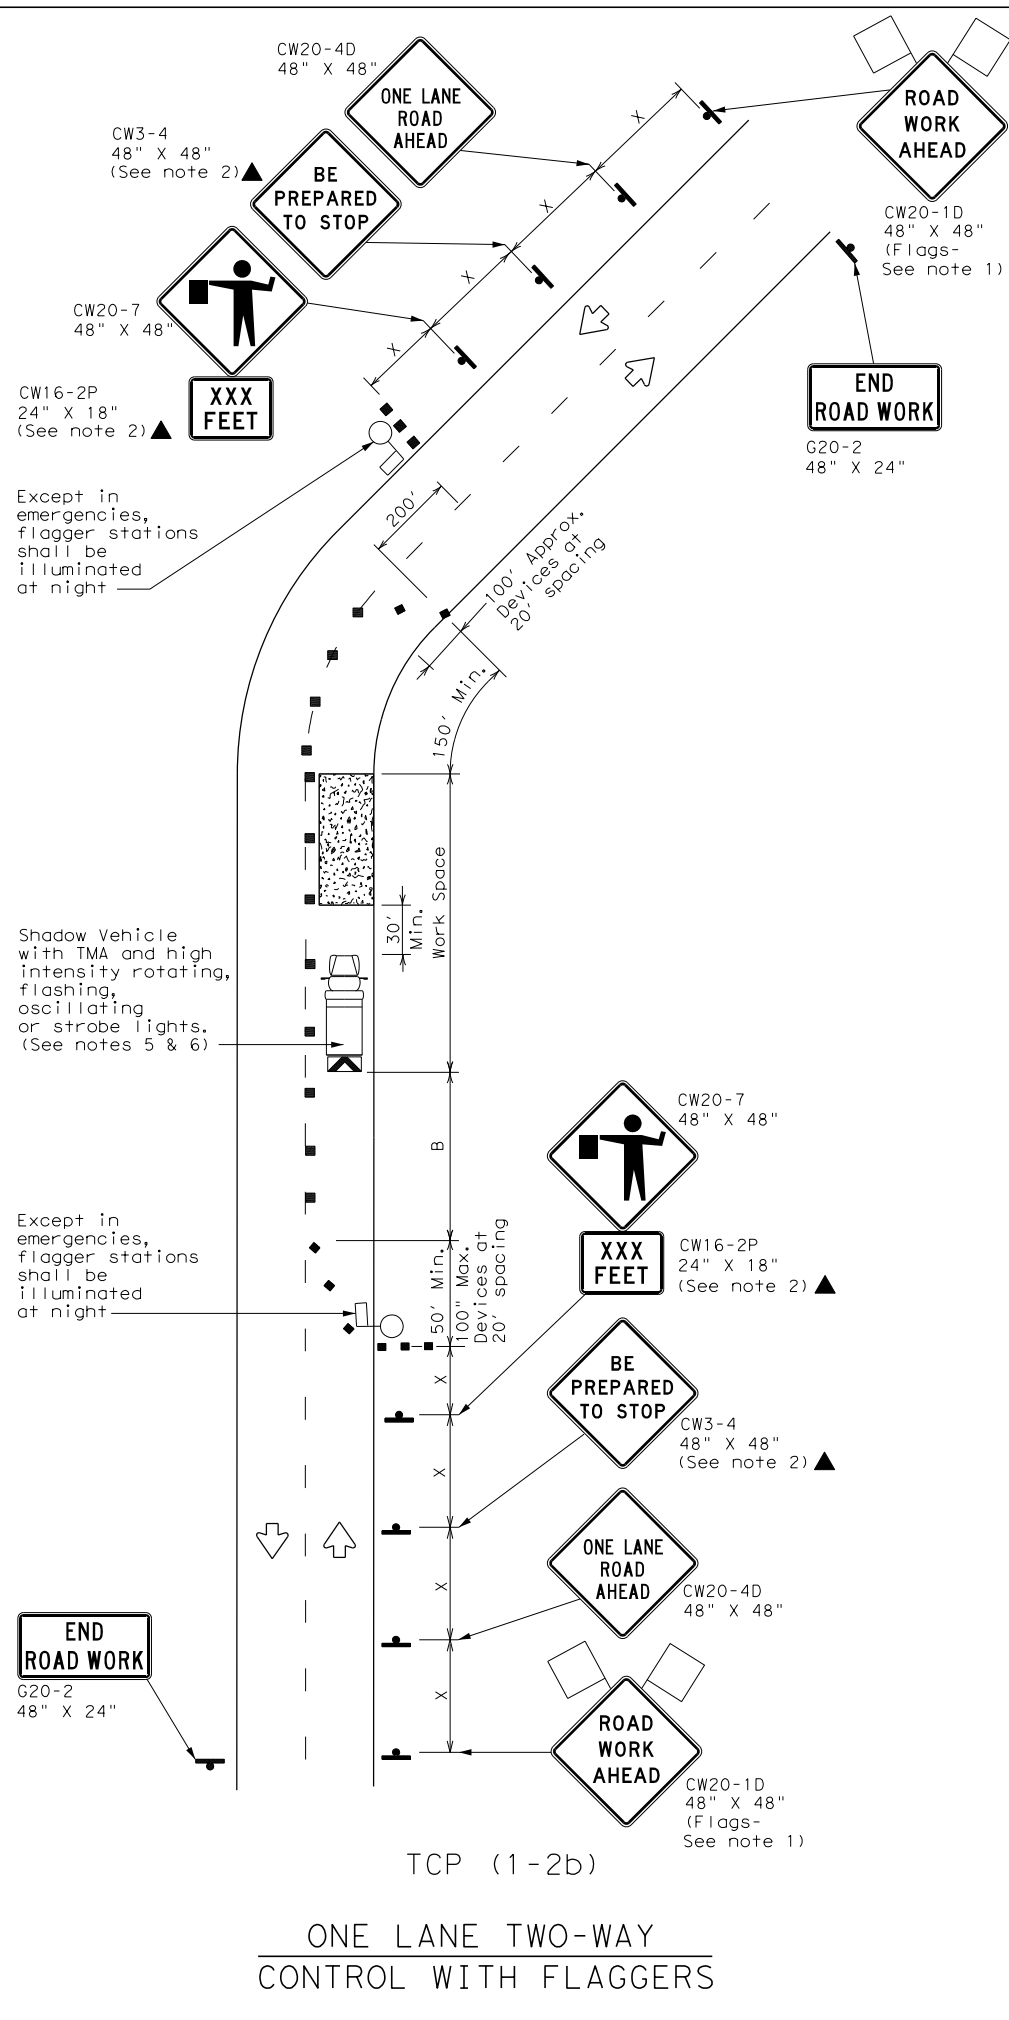 CW20-4D
48" X 48"
ONE LANE
ROAD
AHEAD
CW3-4
48" X 48"
(See note 2)
BE
PREPARED
TO STOP
CW20-7
48" X 48"
CW16-2P
24" X 18"
(See note 2)
XXX
FEET
X
X
X
X
ROAD
WORK
AHEAD
CW20-1D
48" X 48"
(Flags-
See note 1)
END
ROAD WORK
G20-2
48" X 24"
Except in
emergencies,
flagger stations
shall be
illuminated
at night
200'
100' Approx.
Devices at
20' spacing
150' Min.
Work Space
30'
Min.
Shadow Vehicle
with TMA and high
intensity rotating,
flashing,
oscillating
or strobe lights.
(See notes 5 & 6)
B
CW20-7
48" X 48"
XXX
FEET
CW16-2P
24" X 18"
(See note 2)
Except in
emergencies,
flagger stations
shall be
illuminated
at night
50' Min.
100" Max.
Devices at
20' spacing
X
X
X
X
BE
PREPARED
TO STOP
CW3-4
48" X 48"
(See note 2)
ONE LANE
ROAD
AHEAD
CW20-4D
48" X 48"
END
ROAD WORK
G20-2
48" X 24"
ROAD
WORK
AHEAD
CW20-1D
48" X 48"
(Flags-
See note 1)
TCP (1-2b)
ONE LANE TWO-WAY
CONTROL WITH FLAGGERS